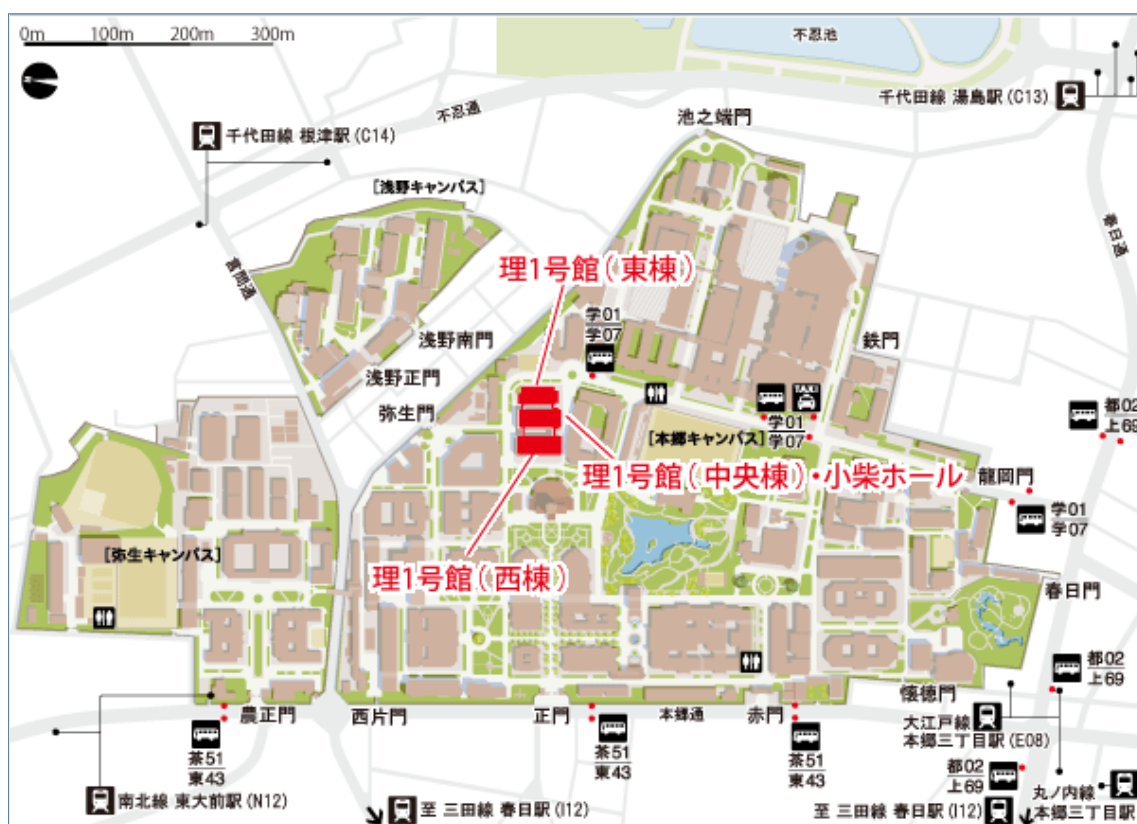 0m 100m 200m 300m
不忍池
千代田線 湯島駅(C13)
不忍通
池之端門
千代田線 根津駅(C14)
[浅野キャンパス]
春日通
言問通
理1号館(東棟)
学01
学07
浅野南門
鉄門
浅野正門
弥生門
TAXI
学01
学07
都02
上69
[本郷キャンパス]
理1号館(中央棟)・小柴ホール
龍岡門
学01
学07
[弥生キャンパス]
理1号館(西棟)
春日門
都02
上69
懐徳門
農正門
西片門
正門
本郷通
赤門
大江戸線
本郷三丁目駅(E08)
茶51
東43
茶51
東43
茶51
東43
都02
上69
丸ノ内線
本郷三丁目駅
南北線 東大前駅(N12)
至 三田線 春日駅(I12)
至 三田線 春日駅(I12)